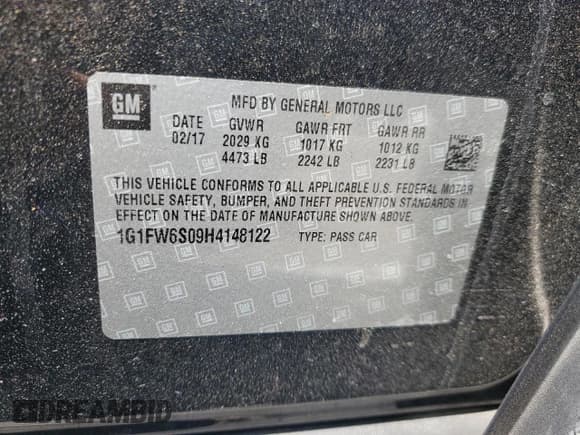 GM
MFD BY GENERAL MOTORS LLC
DATE GVWR GAWR FRT GAWR RR
02/17 2029 KG 1017 KG 1012 KG
4473 LB 2242 LB 2231 LB
THIS VEHICLE CONFORMS TO ALL APPLICABLE U.S. FEDERAL MOTOR
VEHICLE SAFETY, BUMPER, AND THEFT PREVENTION STANDARDS IN
EFFECT ON THE DATE OF MANUFACTURE SHOWN ABOVE.
1G1FW6S09H4148122 TYPE: PASS CAR
DREAMBID